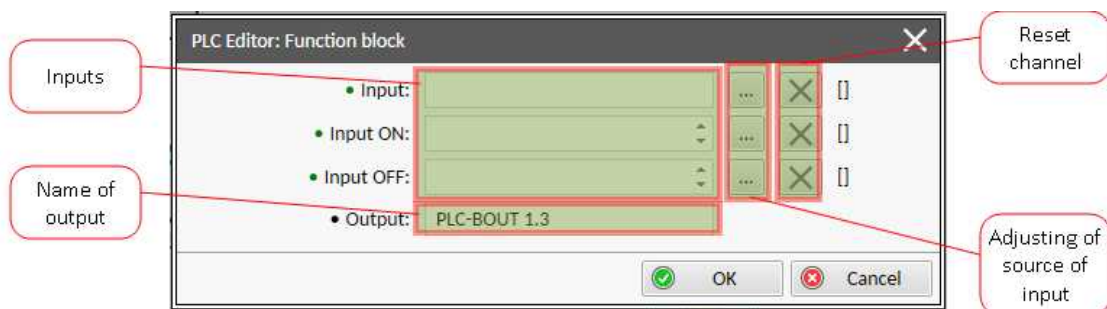 PLC Editor: Function block
Reset
channel
Inputs
• Input:
...
[]
• Input ON:
...
[]
• Input OFF:
...
[]
Name of
output
• Output:
PLC-BOUT 1.3
Adjusting of
source of
input
OK
Cancel